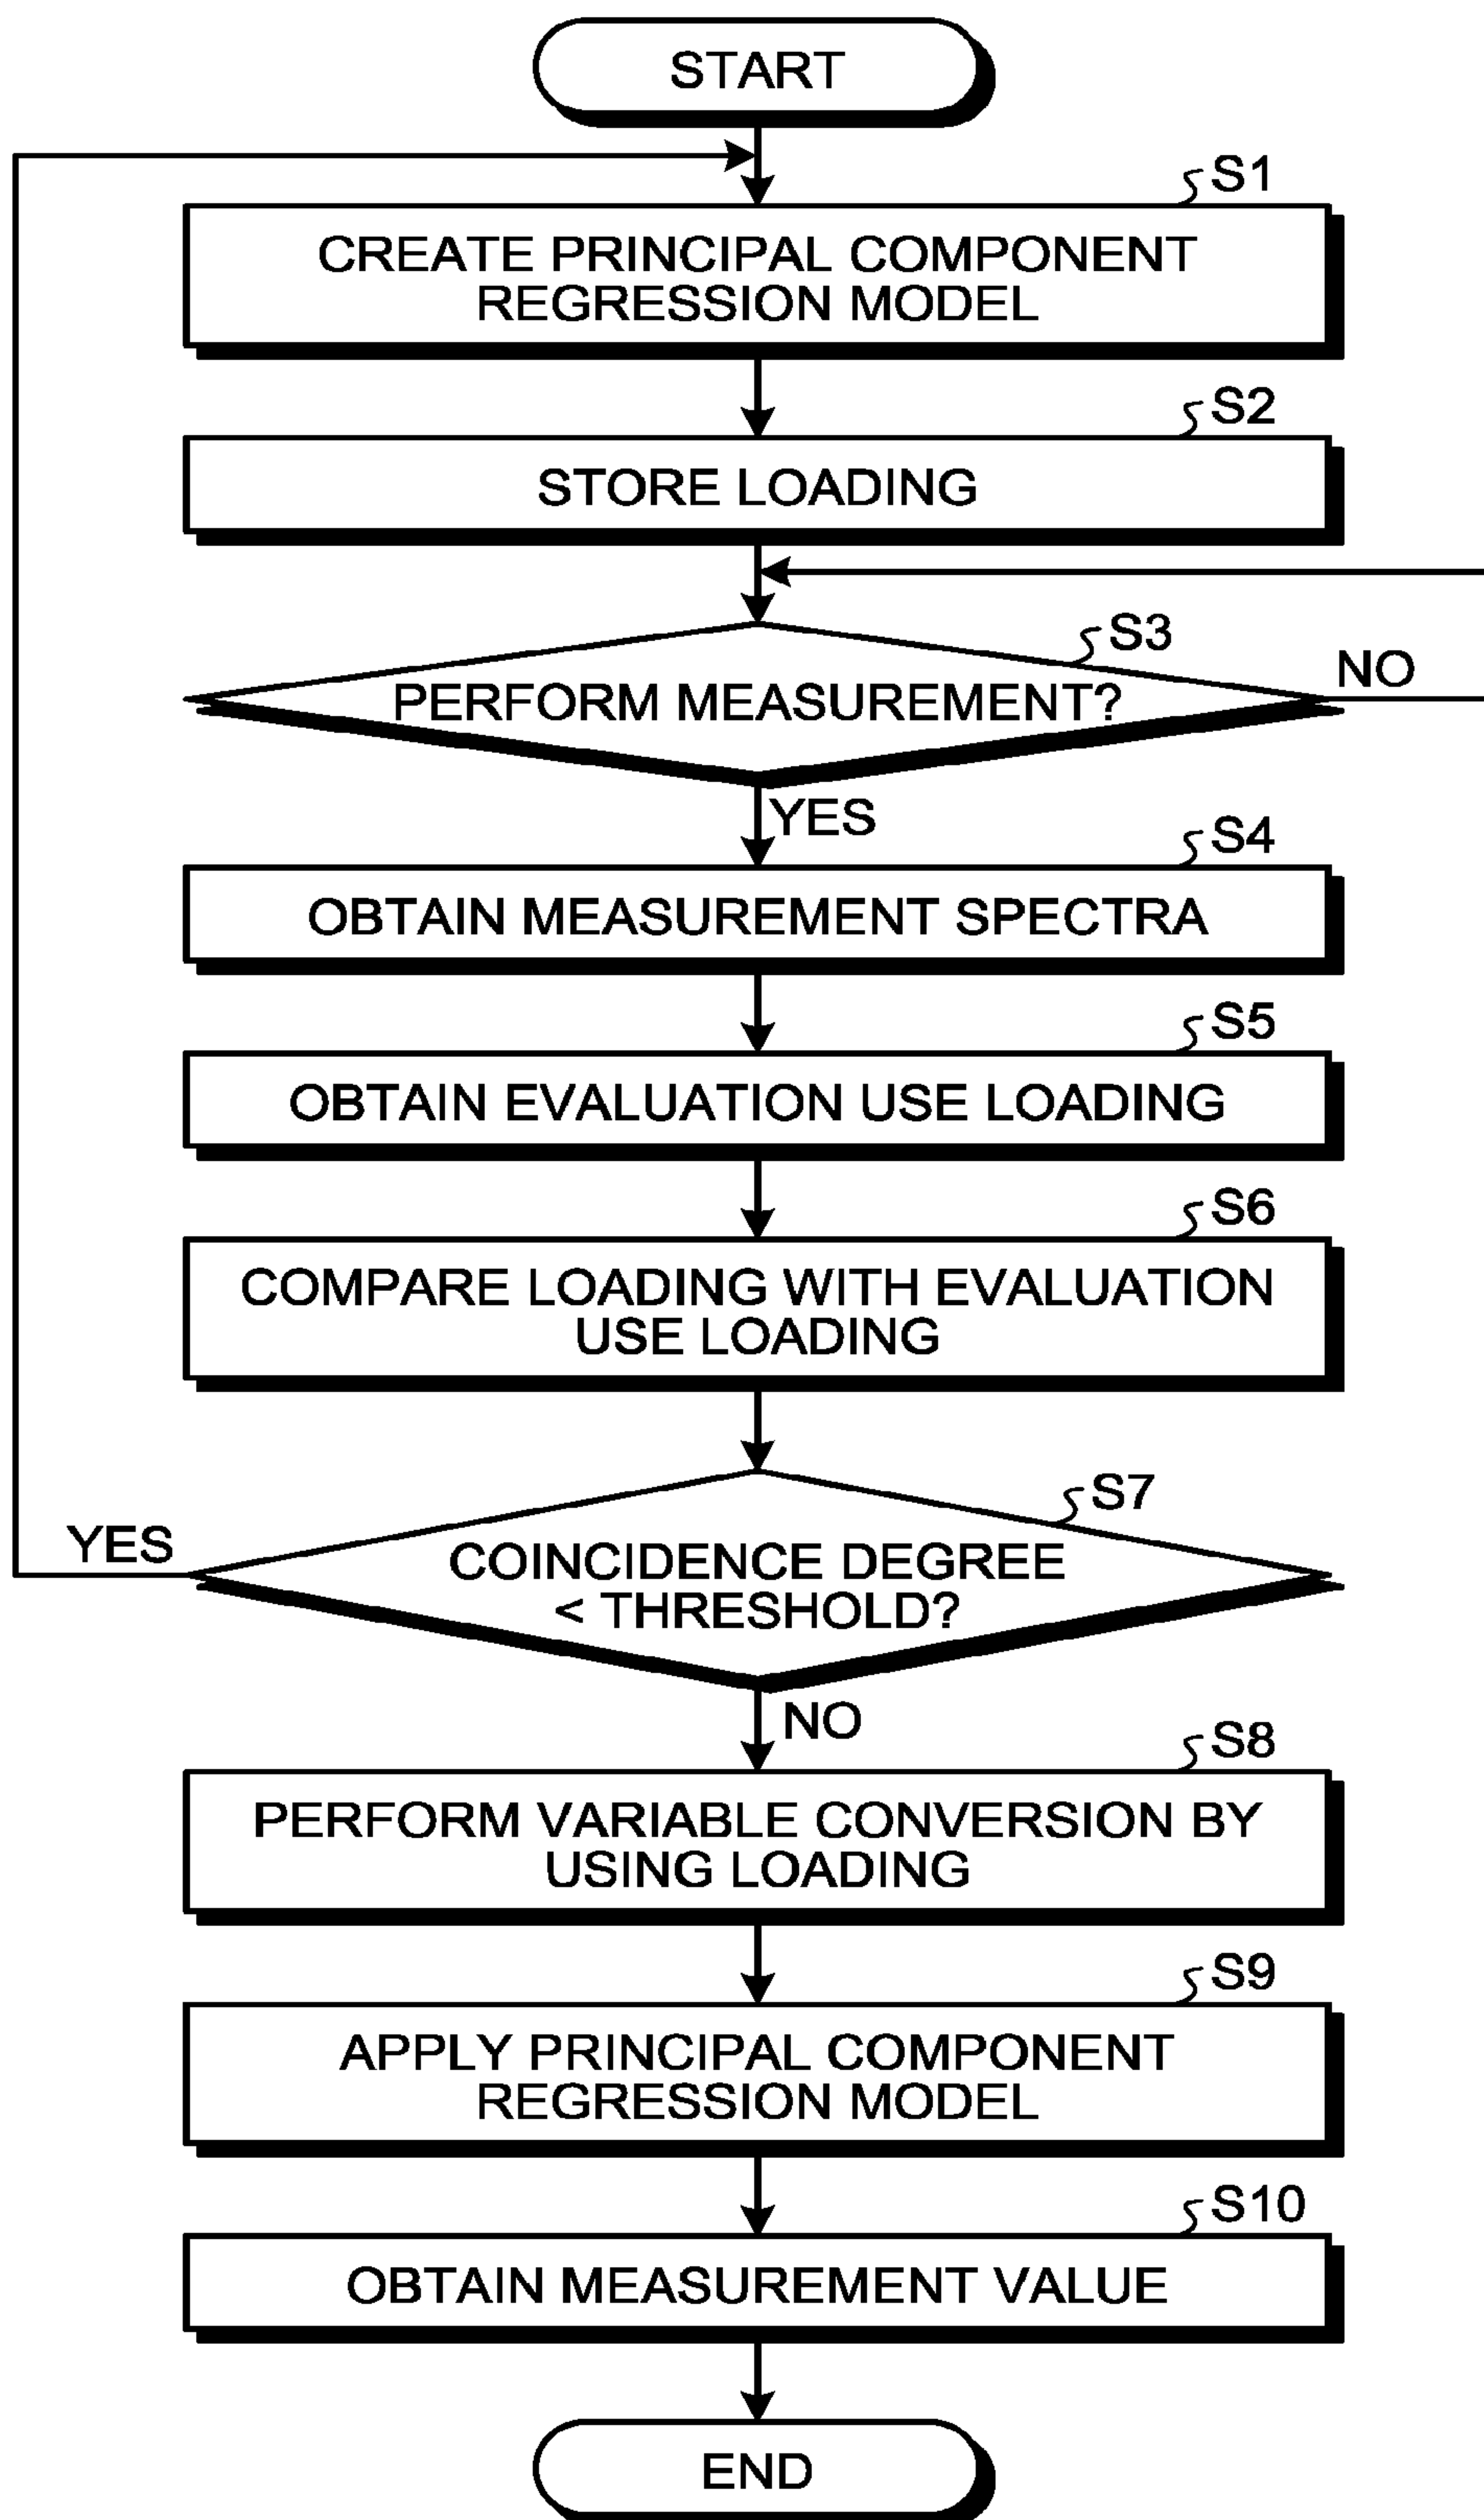 START
S1
CREATE PRINCIPAL COMPONENT
REGRESSION MODEL
S2
STORE LOADING
S3
PERFORM MEASUREMENT?
NO
YES
S4
OBTAIN MEASUREMENT SPECTRA
S5
OBTAIN EVALUATION USE LOADING
S6
COMPARE LOADING WITH EVALUATION
USE LOADING
S7
YES
COINCIDENCE DEGREE
< THRESHOLD?
NO
S8
PERFORM VARIABLE CONVERSION BY
USING LOADING
S9
APPLY PRINCIPAL COMPONENT
REGRESSION MODEL
S10
OBTAIN MEASUREMENT VALUE
END